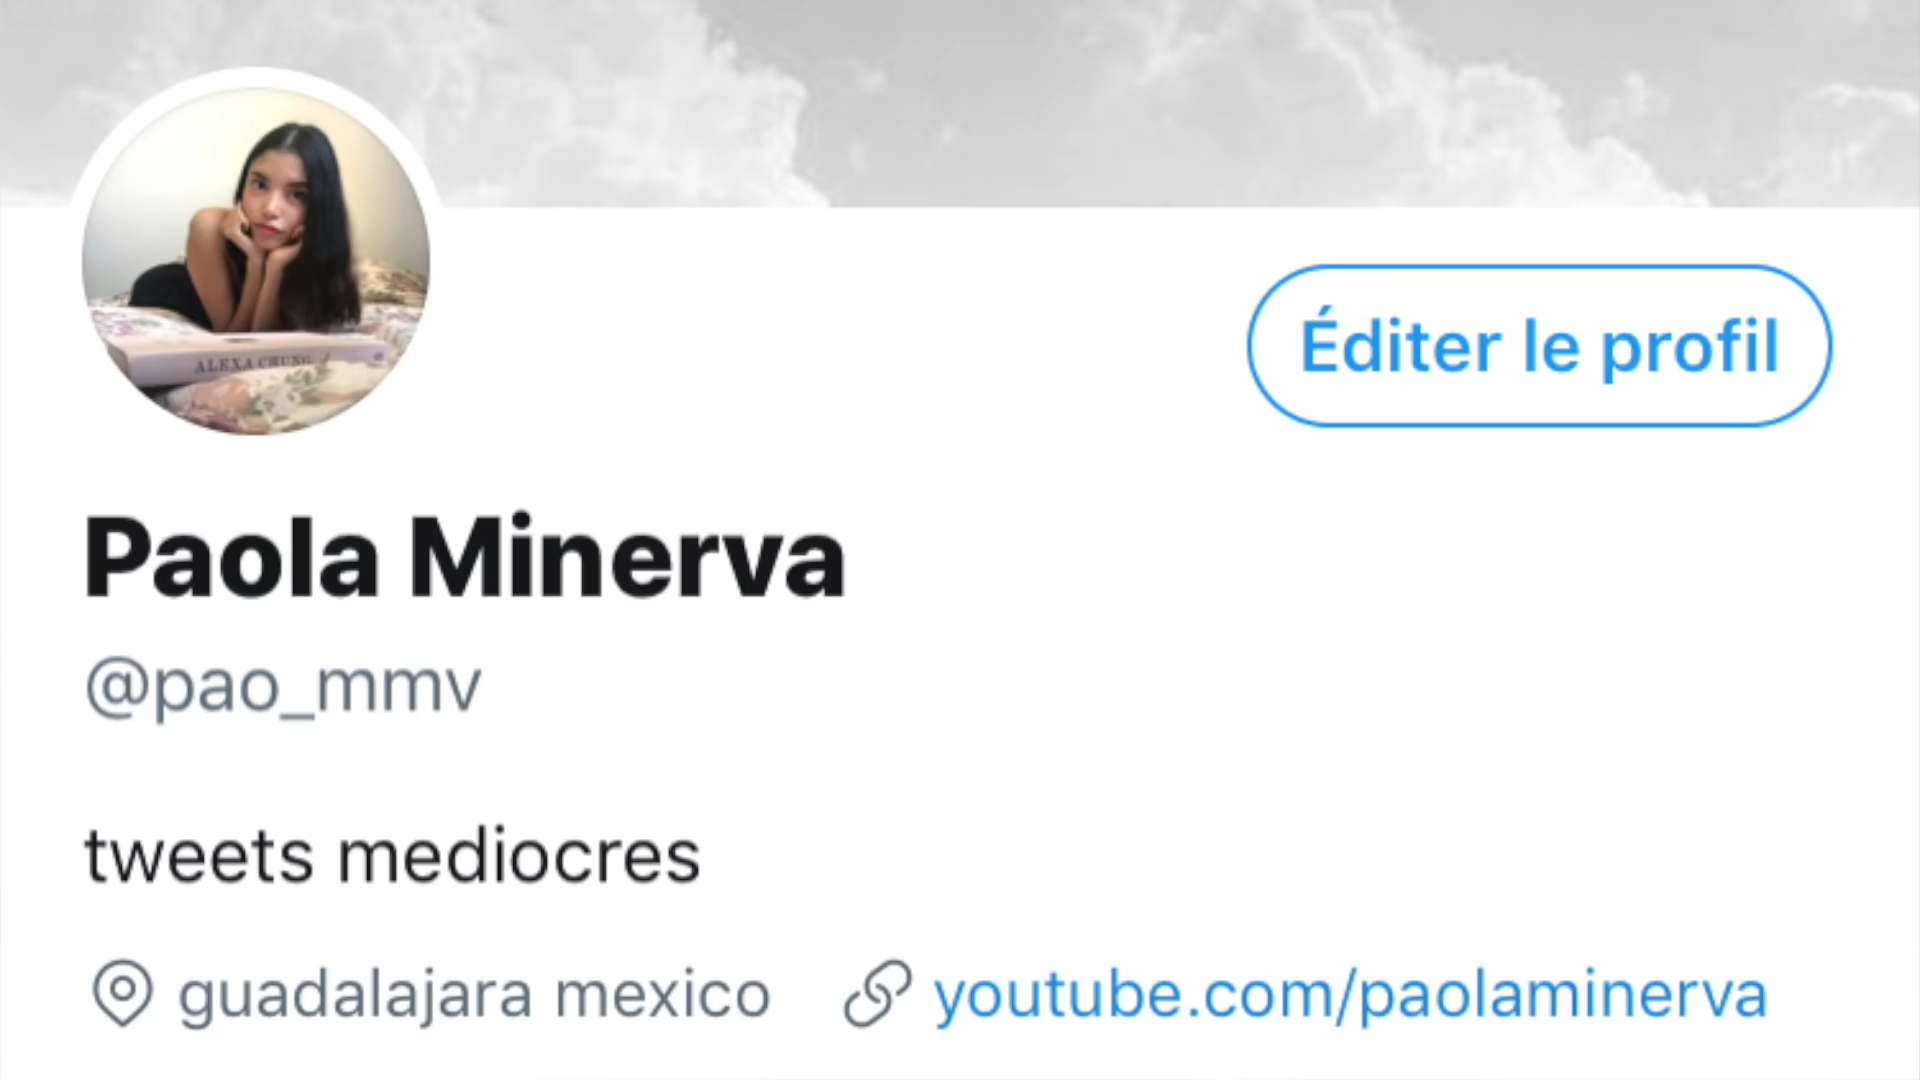 ALEXA CHUNG
Éditer le profil
Paola Minerva
@pao_mmv
tweets mediocres
guadalajara mexico youtube.com/paolaminerva